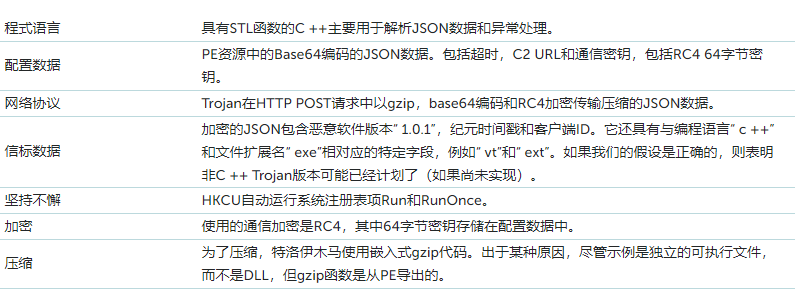 程式语言
具有STL函数的C ++主要用于解析JSON数据和异常处理。
配置数据
PE资源中的Base64编码的JSON数据。包括超时，C2 URL和通信密钥，包括RC4 64字节密
钥。
网络协议
Trojan在HTTP POST请求中以gzip，base64编码和RC4加密传输压缩的JSON数据。
信标数据
加密的JSON包含恶意软件版本“ 1.0.1”，纪元时间戳和客户端ID。它还具有与编程语言“ c ++”
和文件扩展名“ exe”相对应的特定字段，例如“ vt”和“ ext”。如果我们的假设是正确的，则表明
非C ++ Trojan版本可能已经计划了（如果尚未实现）。
坚持不懈
HKCU自动运行系统注册表项Run和RunOnce。
加密
使用的通信加密是RC4，其中64字节密钥存储在配置数据中。
压缩
为了压缩，特洛伊木马使用嵌入式gzip代码。出于某种原因，尽管示例是独立的可执行文件，
而不是DLL，但gzip函数是从PE导出的。